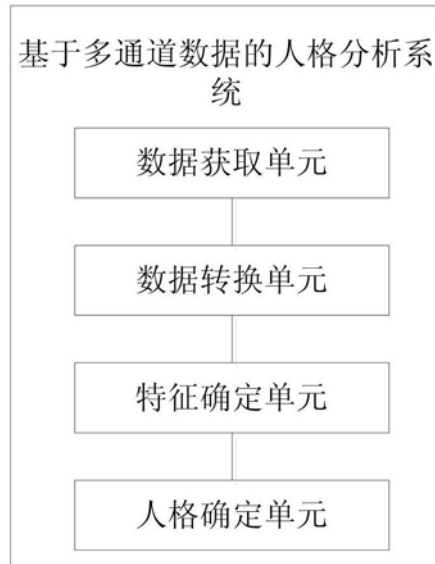 基于多通道数据的人格分析系
统
数据获取单元
数据转换单元
特征确定单元
人格确定单元